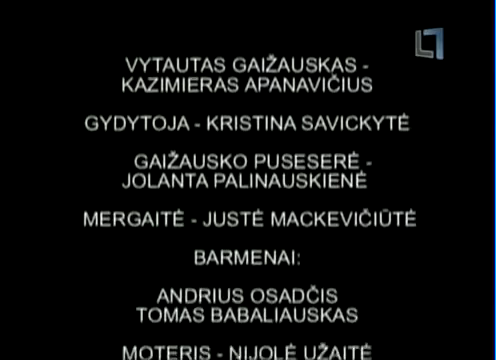 VYTAUTAS GAIŽAUSKAS -
KAZIMIERAS APANAVIČIUS
GYDYTOJA - KRISTINA SAVICKYTĖ
GAIŽAUSKO PUSESERĖ -
JOLANTA PALINAUSKIENĖ
MERGAITĖ - JUSTĖ MACKEVIČIŪTĖ
BARMENAI:
ANDRIUS OSADČIS
TOMAS BABALIAUSKAS
MOTERIS - NIJOLĖ UŽAITĖ